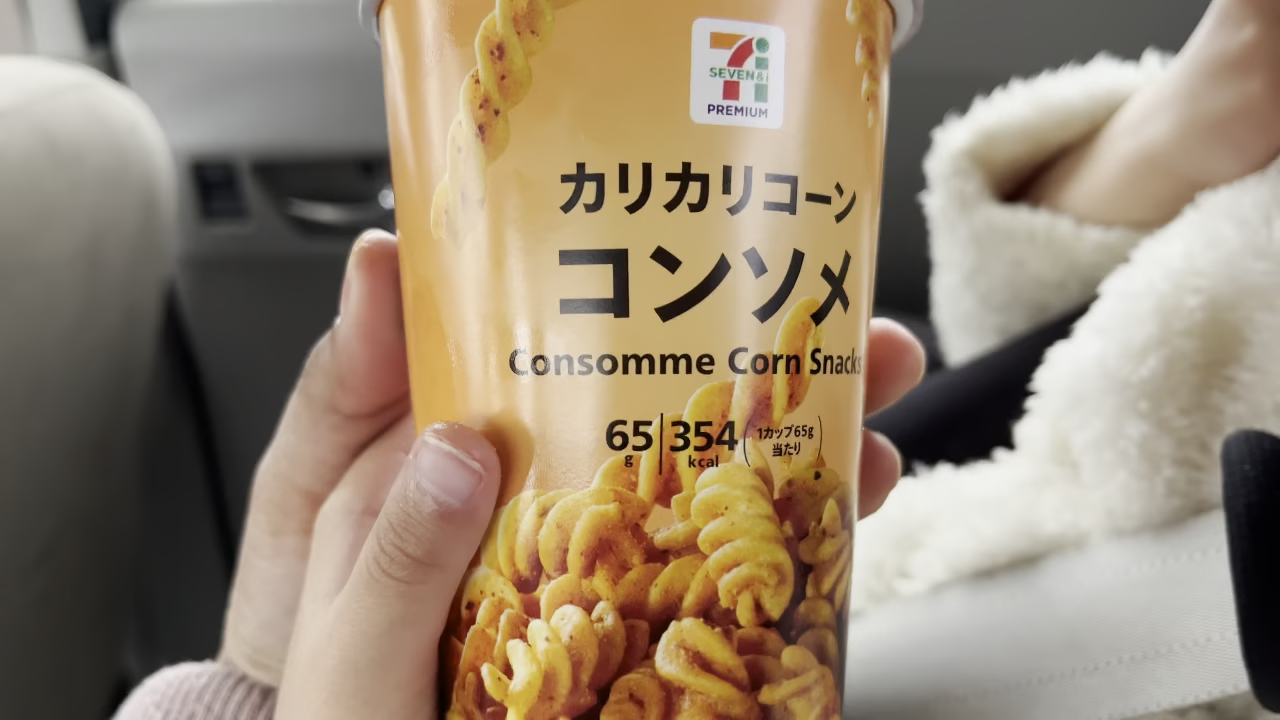 SEVEN&i
PREMIUM
カリカリコーン
コンソメ
Consomme Corn Snacks
65g 354kcal (1カップ65g
当たり)